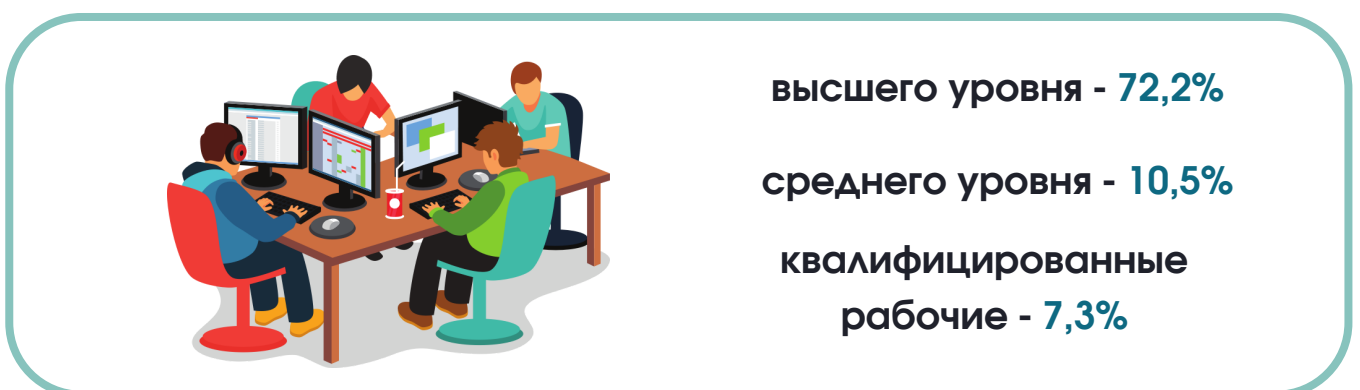 высшего уровня - 72,2%
среднего уровня - 10,5%
квалифицированные
рабочие - 7,3%